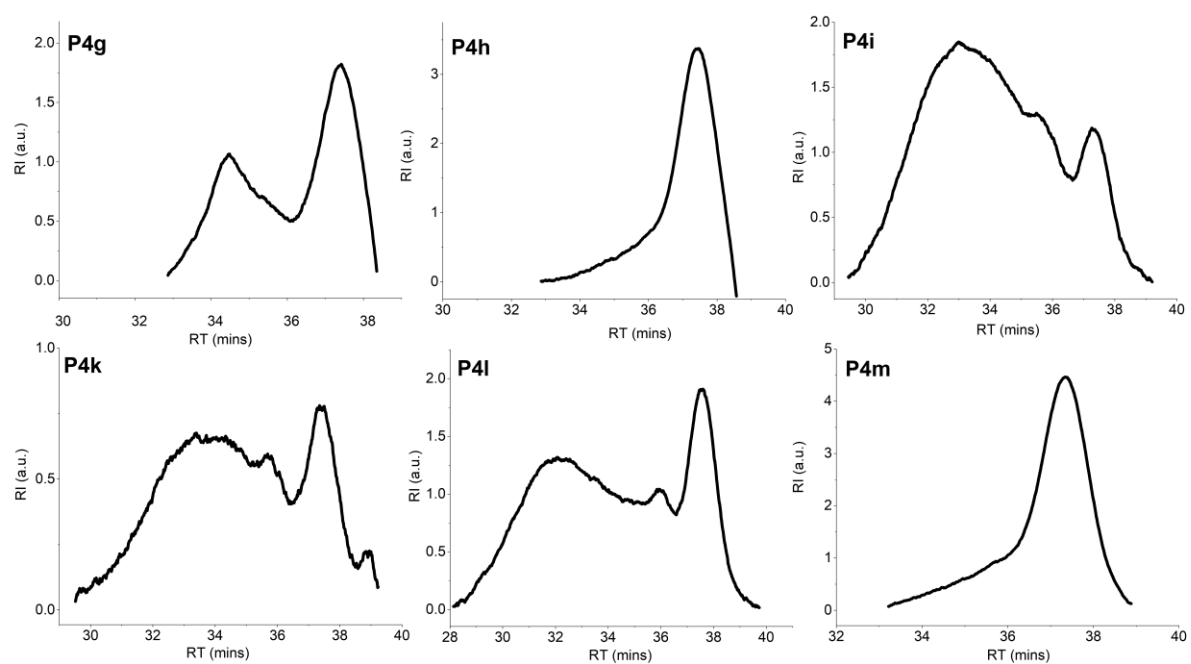 P4g
RI (a.u.)
2.0
1.5
1.0
0.5
0.0
30 32 34 36 38
RT (mins)
P4h
RI (a.u.)
3
2
1
0
30 32 34 36 38 40
RT (mins)
P4i
RI (a.u.)
2.0
1.5
1.0
0.5
0.0
30 32 34 36 38 40
RT (mins)
P4k
RI (a.u.)
1.0
0.5
0.0
30 32 34 36 38 40
RT (mins)
P4l
RI (a.u.)
2.0
1.5
1.0
0.5
0.0
28 30 32 34 36 38 40
RT (mins)
P4m
RI (a.u.)
5
4
3
2
1
0
32 34 36 38 40
RT (mins)